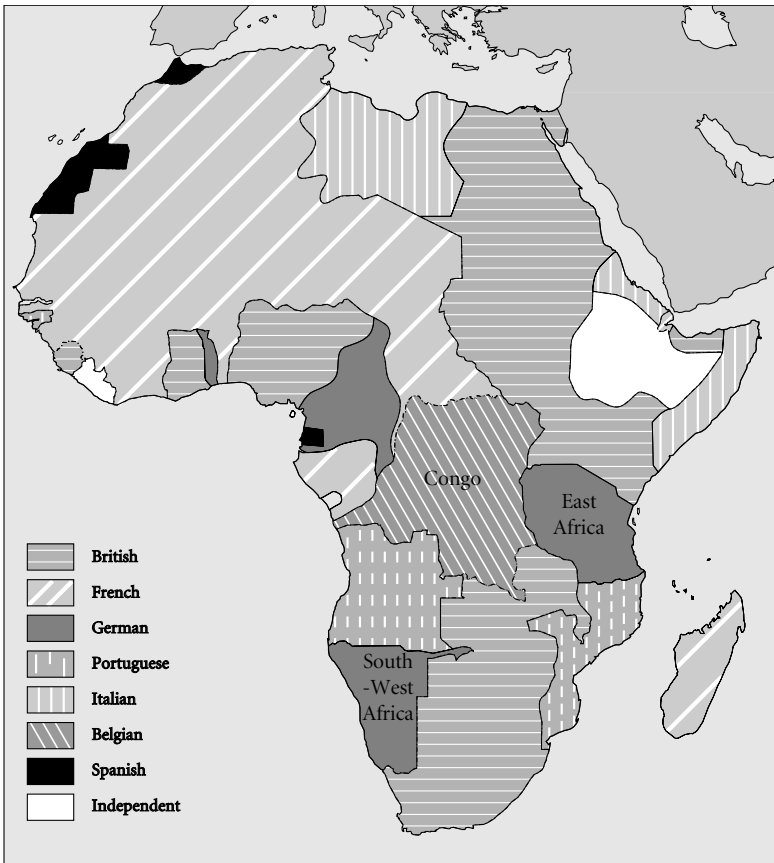 Congo
East
Africa
South
-West
Africa
British
French
German
Portuguese
Italian
Belgian
Spanish
Independent